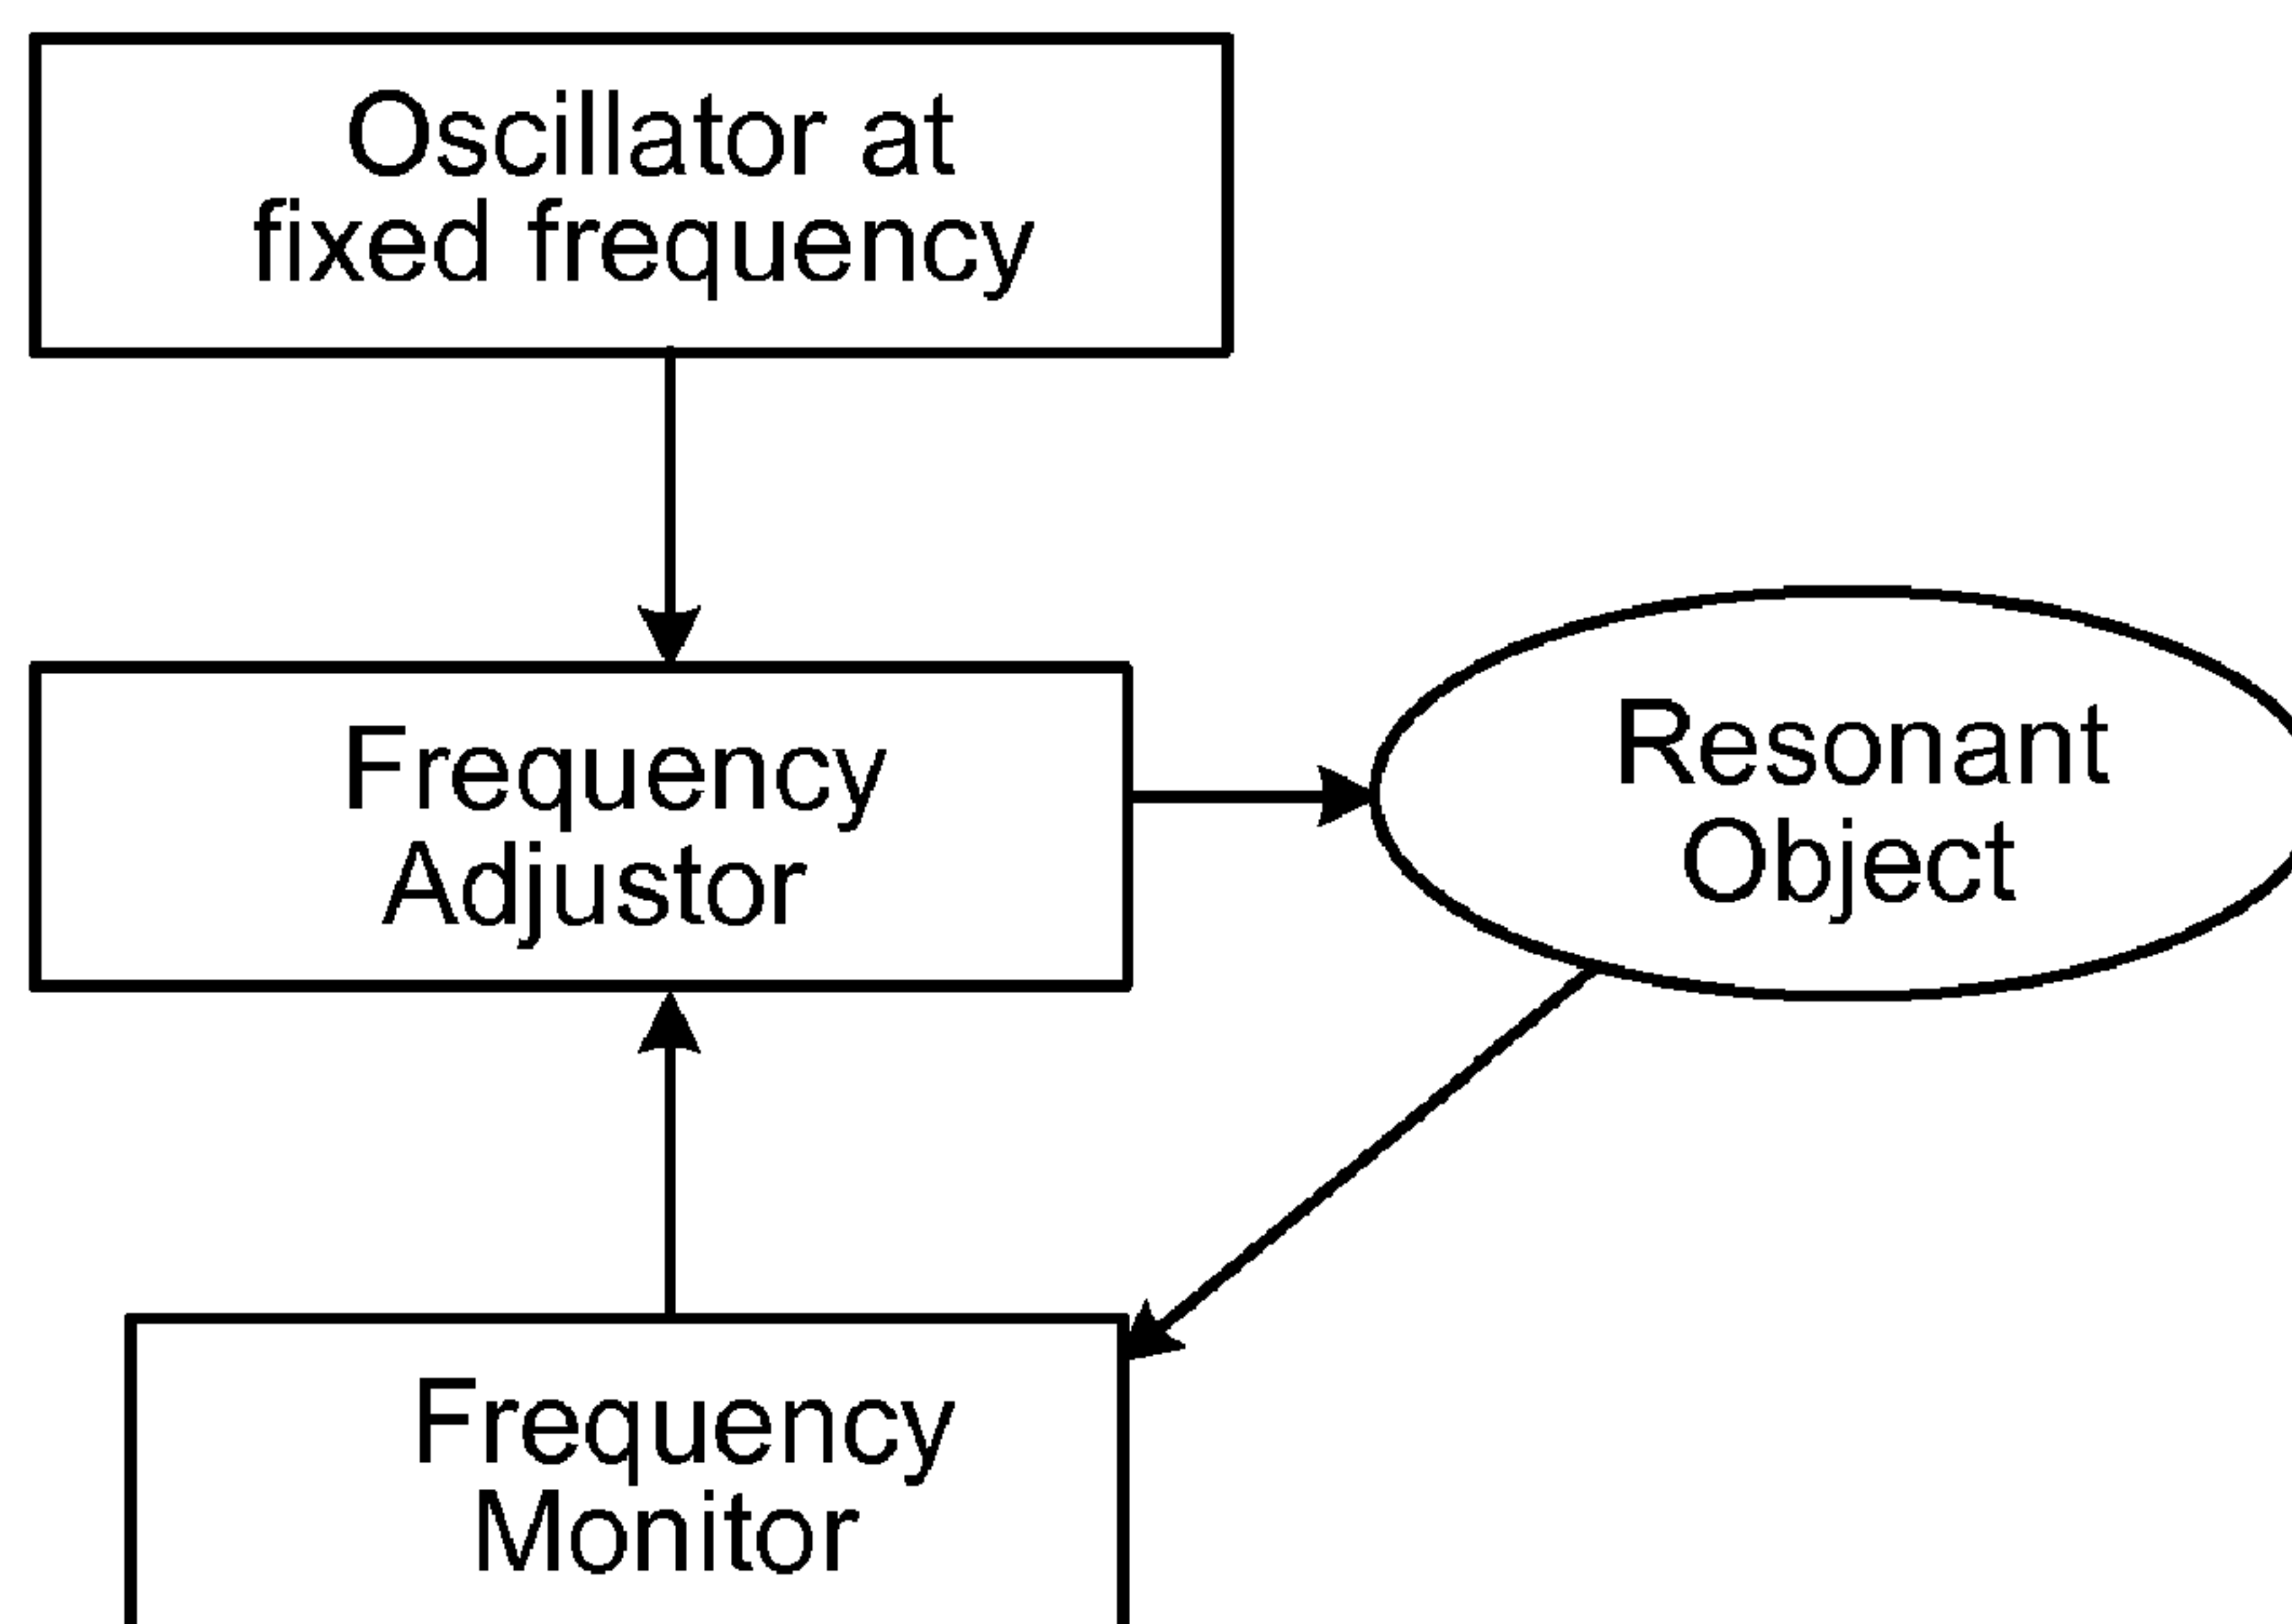 Oscillator at
fixed frequency
Frequency
Adjustor
Resonant
Object
Frequency
Monitor